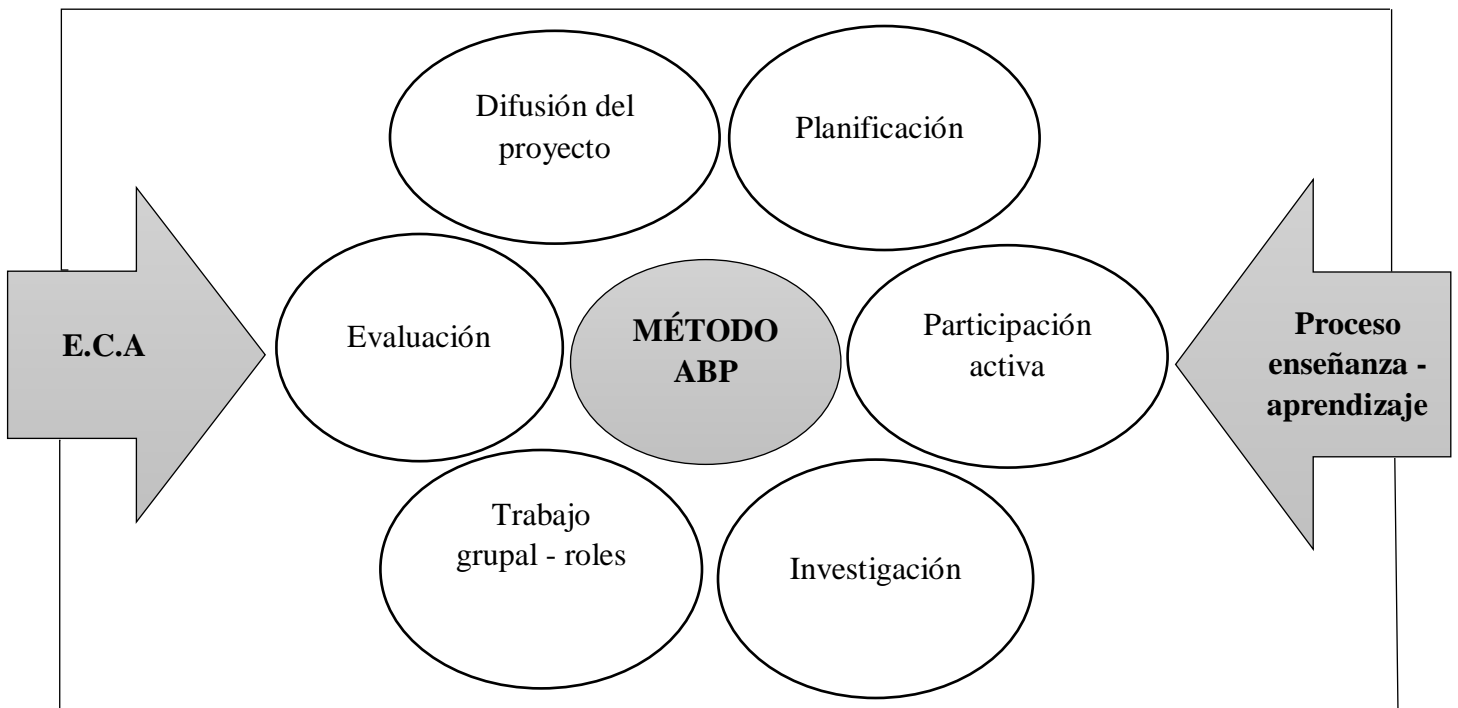 Difusión del
proyecto
Planificación
E.C.A
Evaluación
MÉTODO
ABP
Participación
activa
Proceso
enseñanza -
aprendizaje
Trabajo
grupal - roles
Investigación